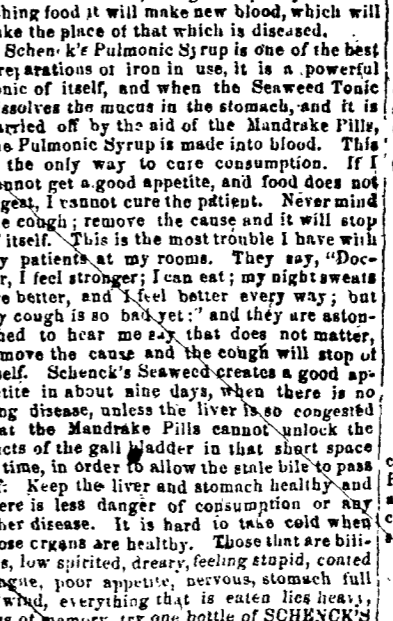 hing food it will make new blood, which will
ake the place of that which is diseased.
Schenck's Pulmonic Syrup is one of the best
reparations of iron in use, it is a powerful
onic of itself, and when the Seaweed Tonic
ssolves the mucus in the stomach, and it is
arried off by the aid of the Mandrake Pills,
he Pulmonic Syrup is made into blood. This
the only way to cure consumption. If I
annot get a good appetite, and food does not
gest, I cannot cure the patient. Never mind
e cough; remove the cause and it will stop
itself. This is the most trouble I have with
y patients at my rooms. They say, "Doc-
r, I feel stronger; I can eat; my night sweats
re better, and I feel better every way; but
y cough is so bad yet:" and they are aston-
hed to hear me say that does not matter,
move the cause and the cough will stop of
self. Schenck's Seaweed creates a good ap-
tite in about nine days, when there is no
ng disease, unless the liver is so congested
at the Mandrake Pills cannot unlock the
ucts of the gall bladder in that short space
time, in order to allow the stale bile to pass
f. Keep the liver and stomach healthy and
ere is less danger of consumption or any
her disease. It is hard to take cold when
ose organs are healthy. Those that are bili-
s, low spirited, dreary, feeling stupid, coated
ngue, poor appetite, nervous, stomach full
wind, everything that is eaten lies heavy,
s of memory, try one bottle of SCHENCK'S